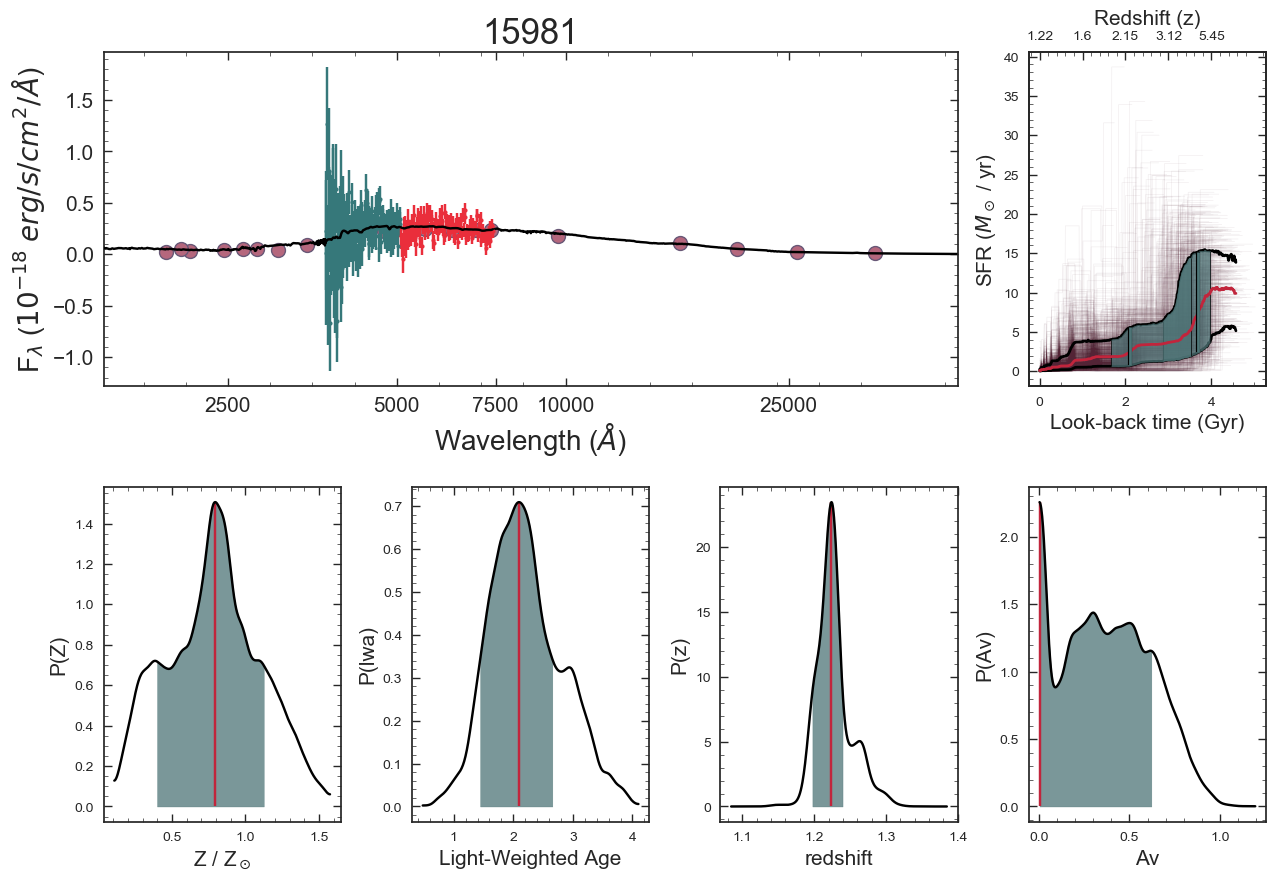 15981
F_λ (10^{-18} erg/s/cm^2/Å)
1.5
1.0
0.5
0.0
−0.5
−1.0
2500 5000 7500 10000 25000
Wavelength (Å)
Redshift (z)
1.22 1.6 2.15 3.12 5.45
SFR (M_⊙ / yr)
40
35
30
25
20
15
10
5
0
0 2 4
Look-back time (Gyr)
P(Z)
1.4
1.2
1.0
0.8
0.6
0.4
0.2
0.0
0.5 1.0 1.5
Z / Z_⊙
P(lwa)
0.7
0.6
0.5
0.4
0.3
0.2
0.1
0.0
1 2 3 4
Light-Weighted Age
P(z)
20
15
10
5
0
1.1 1.2 1.3 1.4
redshift
P(Av)
2.0
1.5
1.0
0.5
0.0
0.0 0.5 1.0
Av